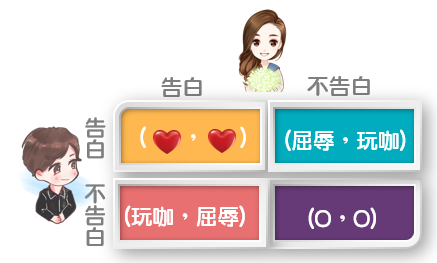 告白 不告白
告白
(❤，❤)
(屈辱，玩咖)
不告白
(玩咖，屈辱)
(0，0)